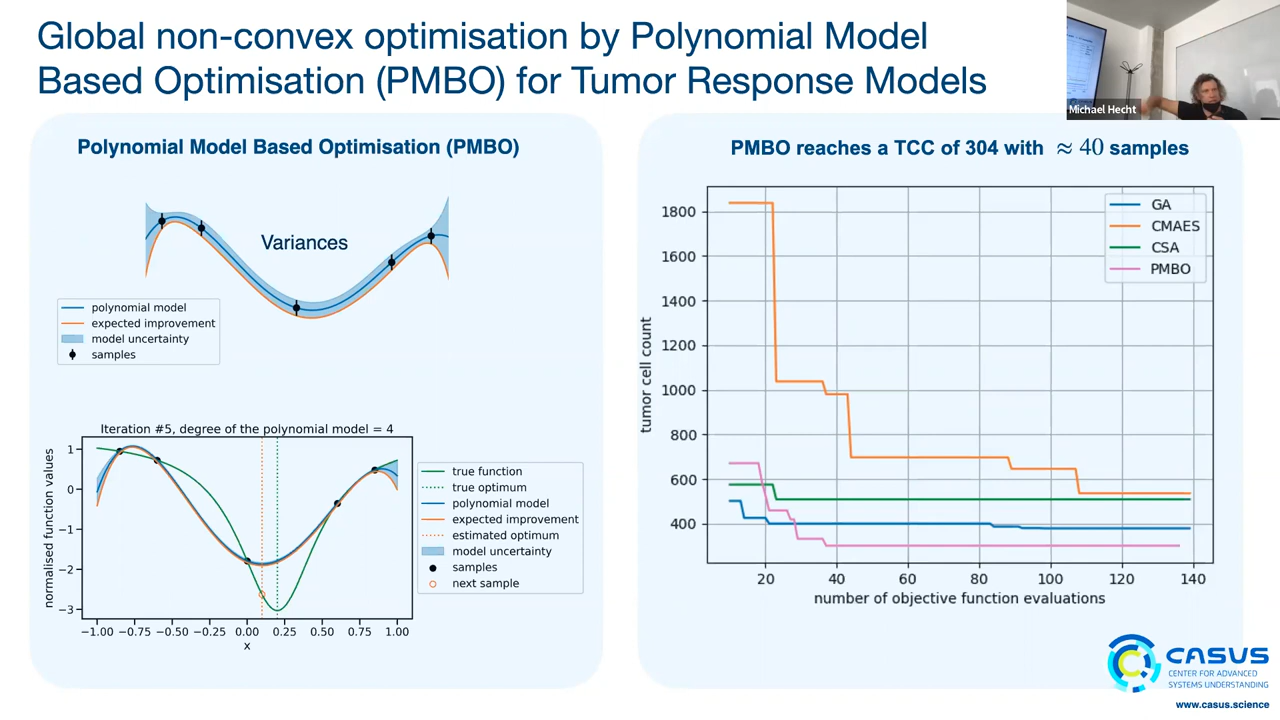 Global non-convex optimisation by Polynomial Model
Based Optimisation (PMBO) for Tumor Response Models
Michael Hecht
Polynomial Model Based Optimisation (PMBO)
Variances
polynomial model
expected improvement
model uncertainty
samples
Iteration #5, degree of the polynomial model = 4
normalised function values
1
0
−1
−2
−3
−1.00 −0.75 −0.50 −0.25 0.00 0.25 0.50 0.75 1.00
x
true function
true optimum
polynomial model
expected improvement
estimated optimum
model uncertainty
samples
next sample
PMBO reaches a TCC of 304 with ≈ 40 samples
tumor cell count
1800
1600
1400
1200
1000
800
600
400
20 40 60 80 100 120 140
number of objective function evaluations
GA
CMAES
CSA
PMBO
CASUS
CENTER FOR ADVANCED
SYSTEMS UNDERSTANDING
www.casus.science